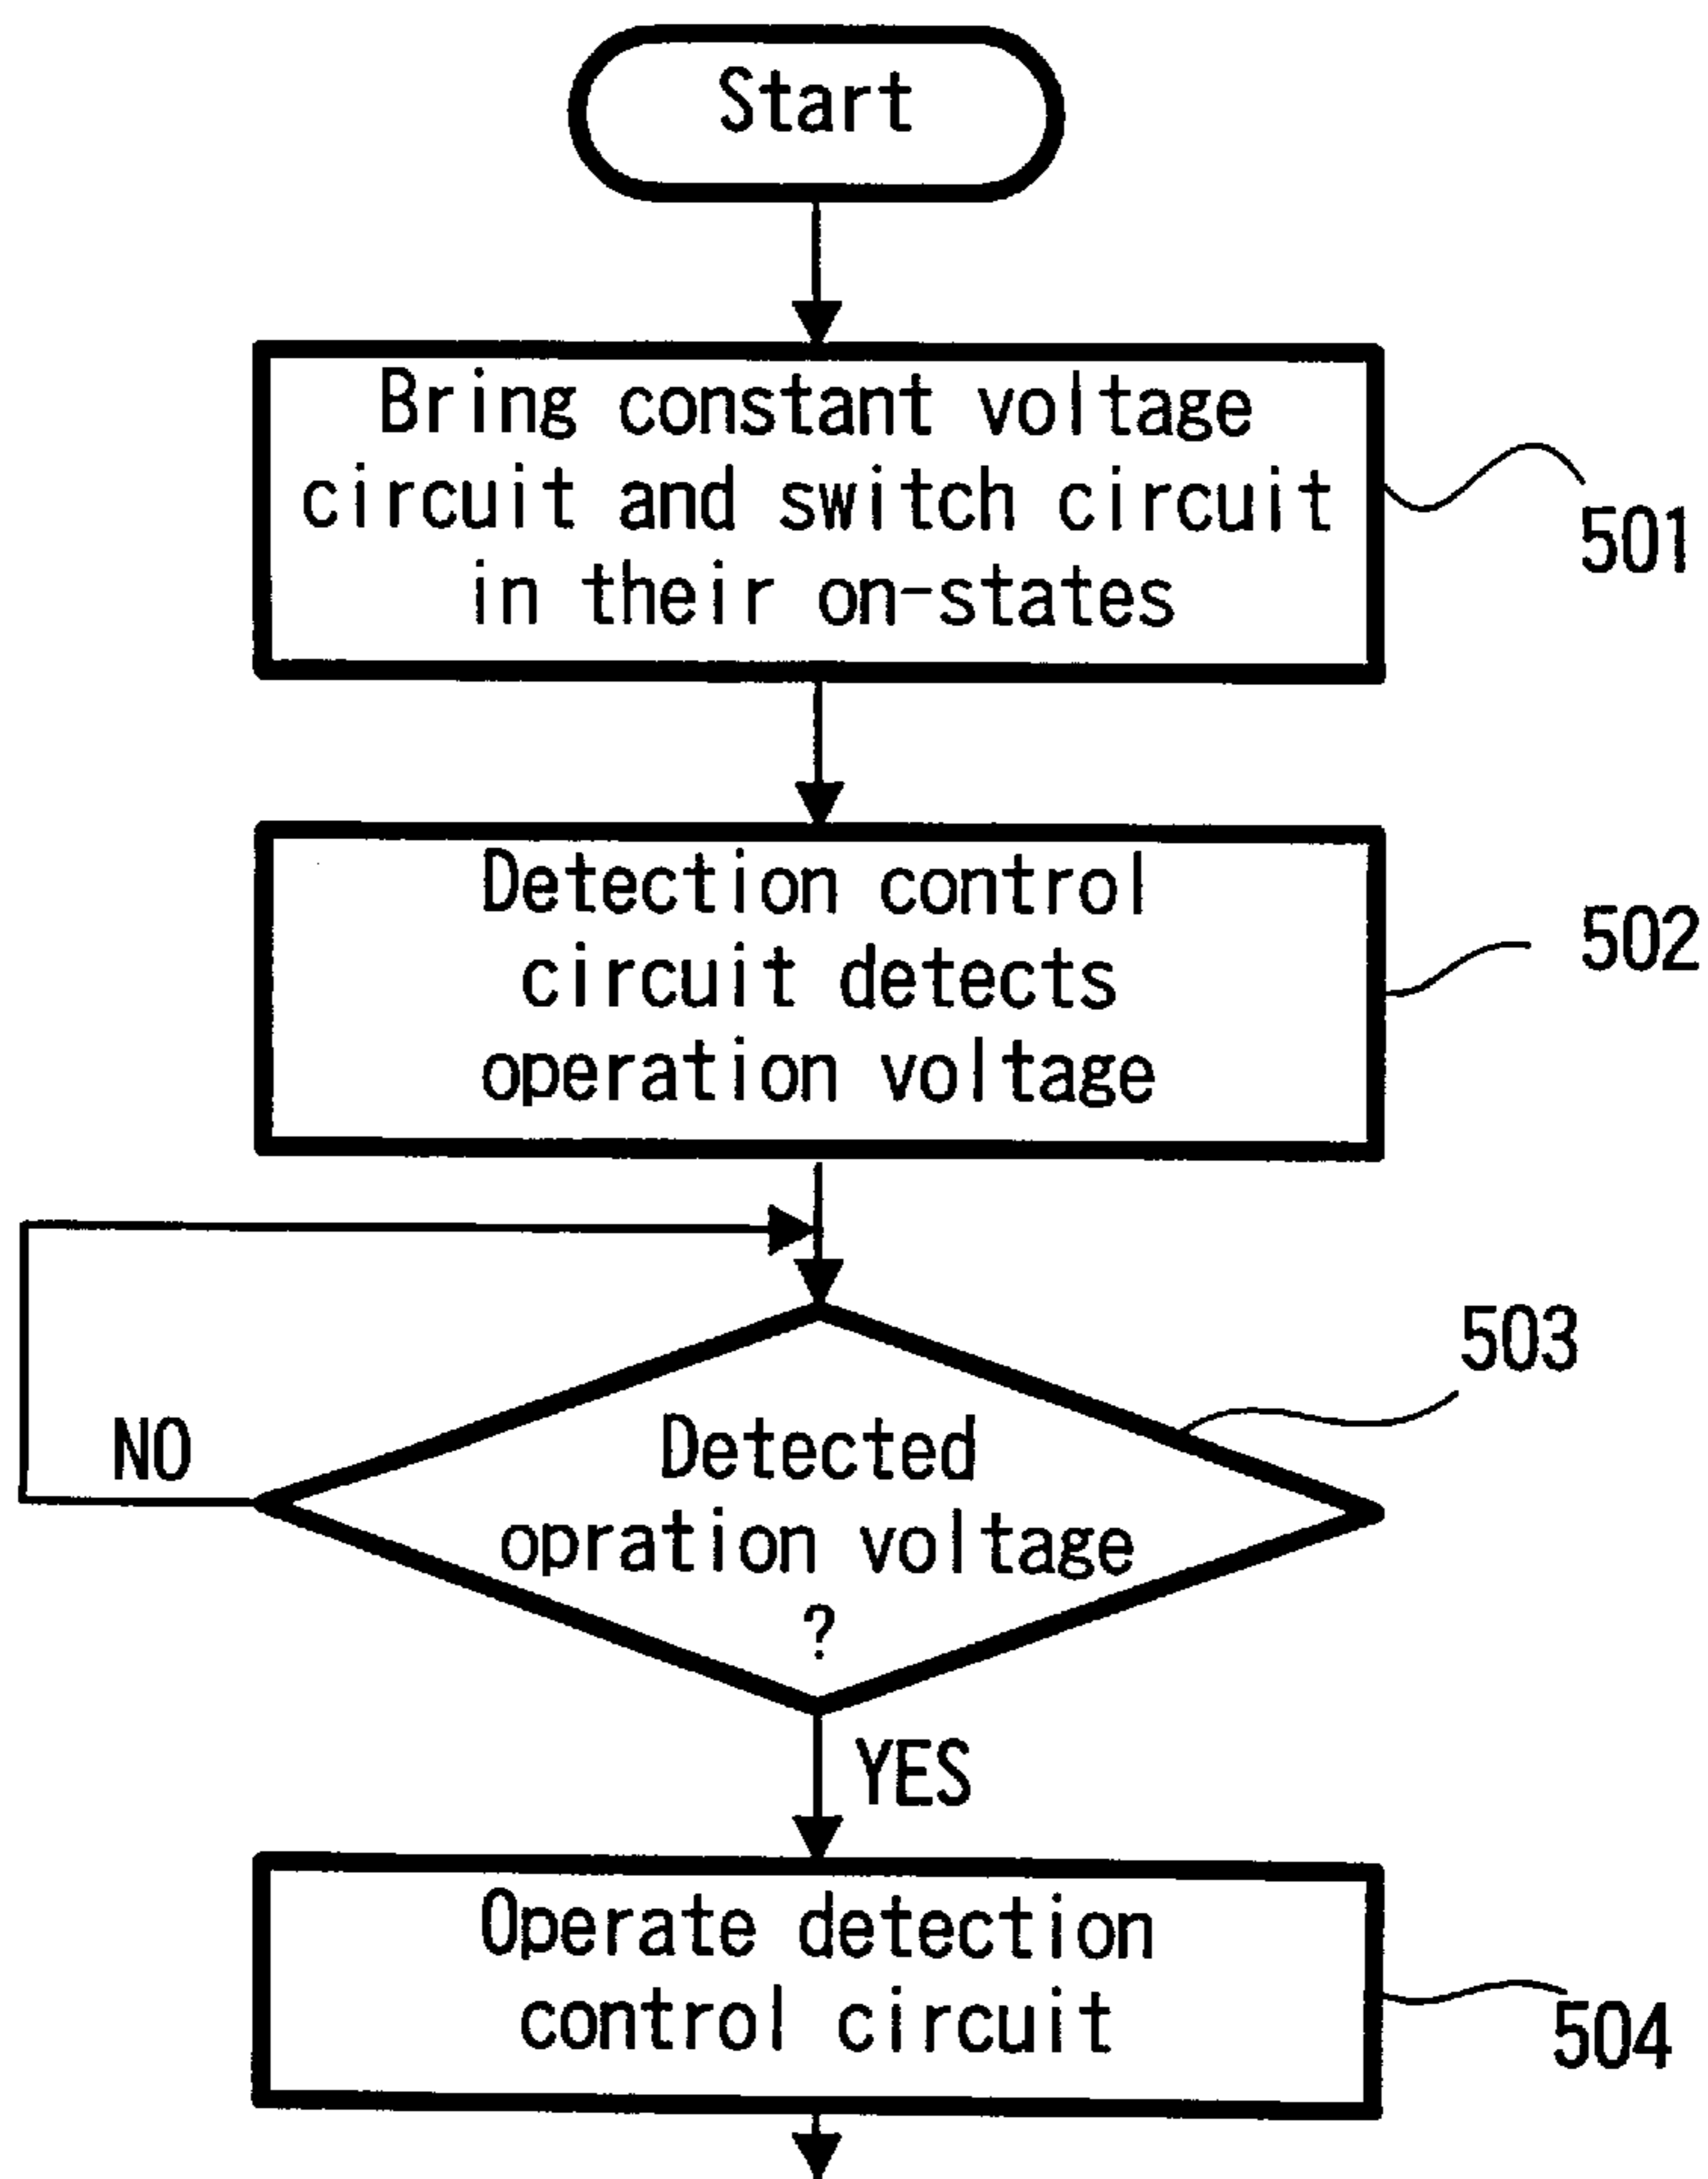 Start
Bring constant voltage
circuit and switch circuit
in their on-states
501
Detection control
circuit detects
operation voltage
502
503
NO
Detected
opration voltage
?
YES
Operate detection
control circuit
504